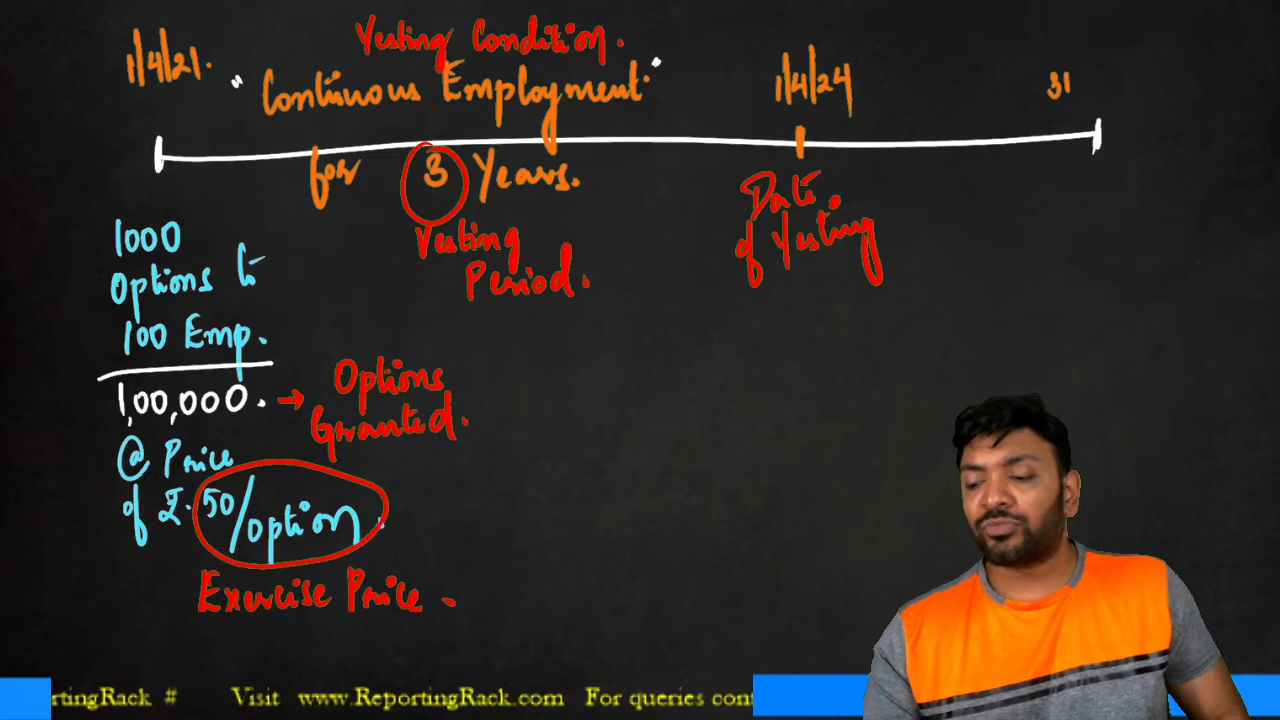 Vesting Condition.
1/4/21.
"Continuous Employment."
1/4/24
31
for 3 Years.
Vesting
Period.
Date
of Vesting
1000
Options to
100 Emp.
1,00,000. → Options
Granted.
@ Price
of ₹. 50/option.
Exercise Price.
rtingRack # Visit www.ReportingRack.com For queries con